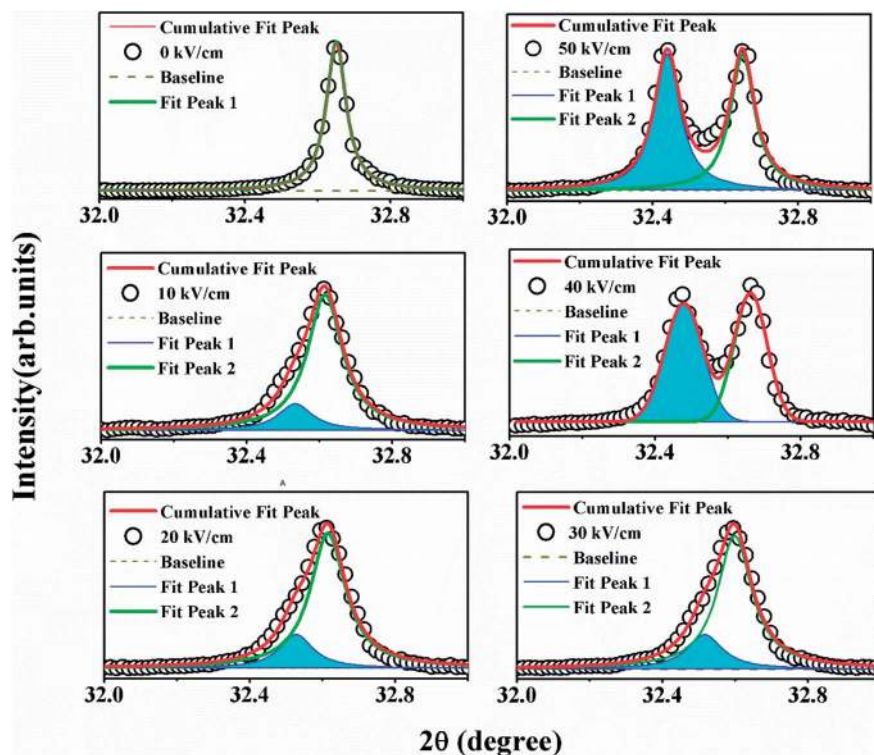 Cumulative Fit Peak
0 kV/cm
Baseline
Fit Peak 1
32.0 32.4 32.8
Cumulative Fit Peak
50 kV/cm
Baseline
Fit Peak 1
Fit Peak 2
32.0 32.4 32.8
Cumulative Fit Peak
10 kV/cm
Baseline
Fit Peak 1
Fit Peak 2
32.0 32.4 32.8
A
Cumulative Fit Peak
40 kV/cm
Baseline
Fit Peak 1
Fit Peak 2
32.0 32.4 32.8
Cumulative Fit Peak
20 kV/cm
Baseline
Fit Peak 1
Fit Peak 2
32.0 32.4 32.8
Cumulative Fit Peak
30 kV/cm
Baseline
Fit Peak 1
Fit Peak 2
32.0 32.4 32.8
Intensity(arb.units)
2θ (degree)